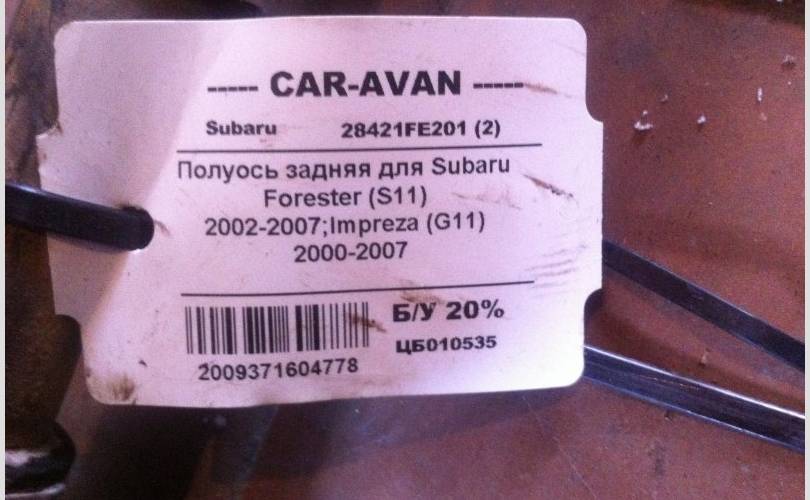 ----- CAR-AVAN -----
Subaru 28421FE201 (2)
Полуось задняя для Subaru
Forester (S11)
2002-2007;Impreza (G11)
2000-2007
Б/У 20%
ЦБ010535
2009371604778